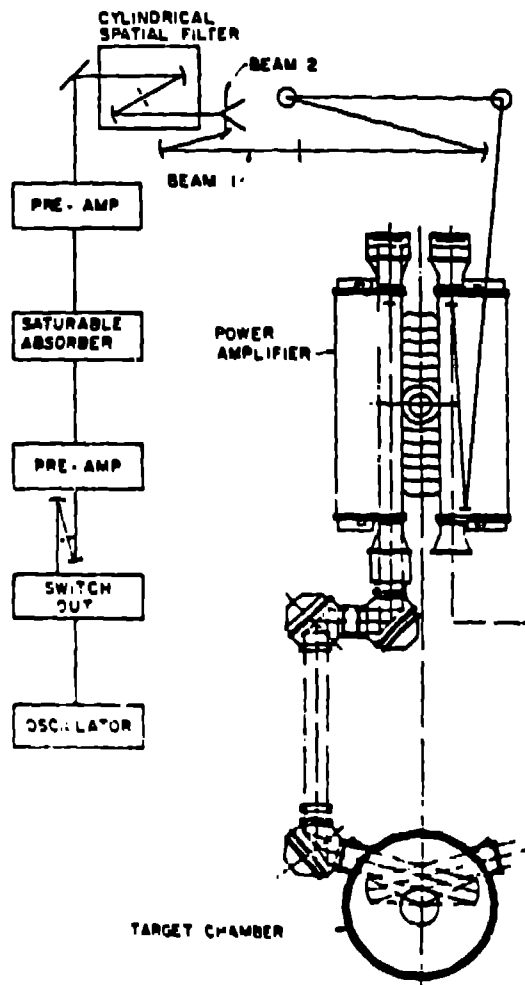 CYLINDRICAL
SPATIAL FILTER
BEAM 2
BEAM 1
PRE-AMP
SATURABLE
ABSORBER
POWER
AMPLIFIER
PRE-AMP
SWITCH
OUT
OSCILLATOR
TARGET CHAMBER